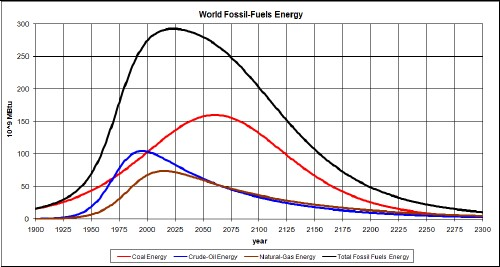 World Fossil-Fuels Energy
300
250
200
150
100
50
0
10^9 MBtu
1900 1925 1950 1975 2000 2025 2050 2075 2100 2125 2150 2175 2200 2225 2250 2275 2300
year
Coal Energy Crude-Oil Energy Natural-Gas Energy Total Fossil Fuels Energy